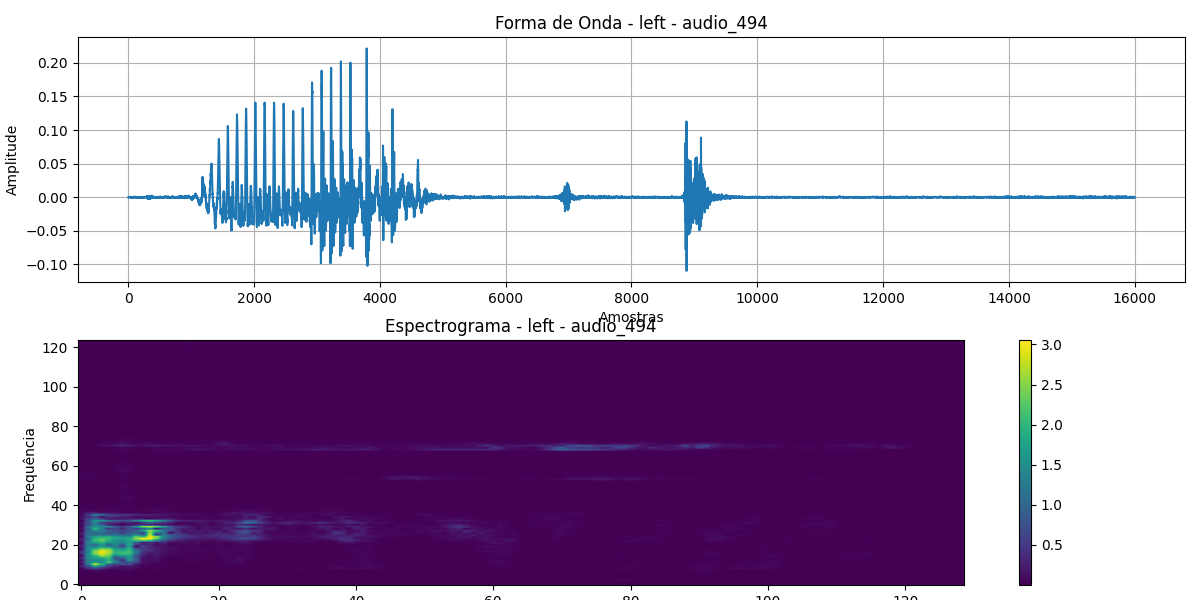 Forma de Onda - left - audio_494
Amplitude
0.20
0.15
0.10
0.05
0.00
−0.05
−0.10
0 2000 4000 6000 8000 10000 12000 14000 16000
Amostras
Espectrograma - left - audio_494
Frequência
120
100
80
60
40
20
0
3.0
2.5
2.0
1.5
1.0
0.5
0 20 40 60 80 100 120